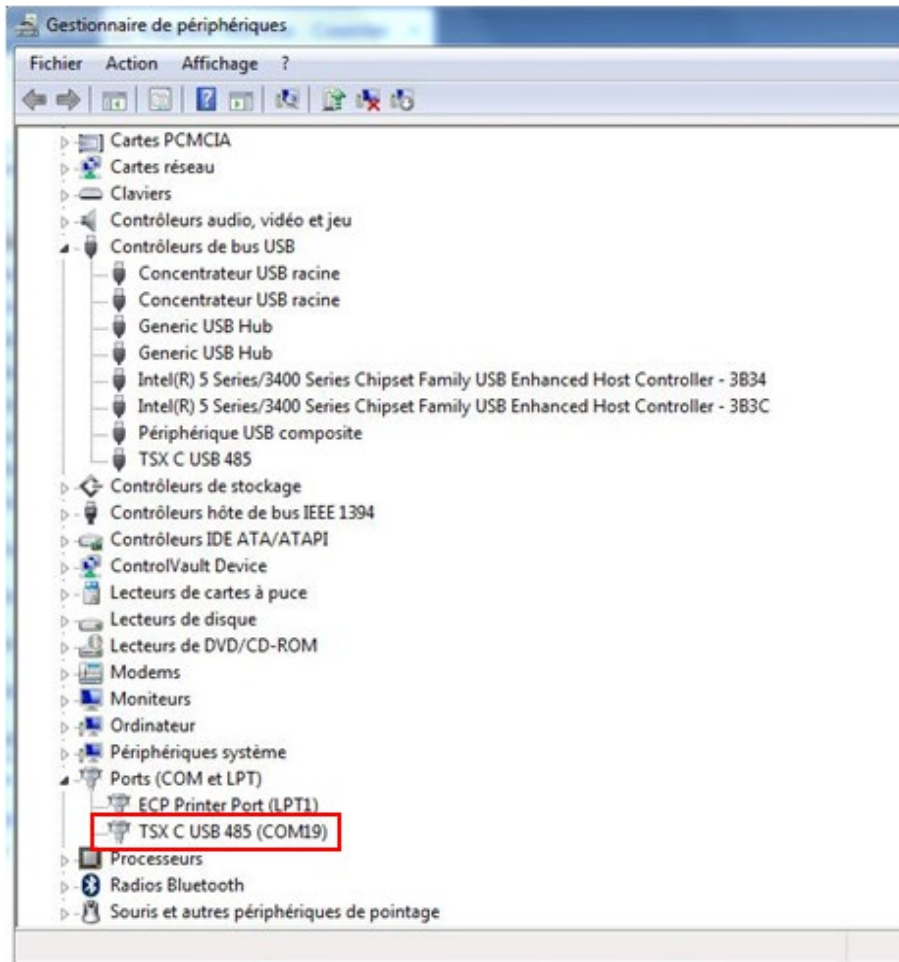 Gestionnaire de périphériques
Fichier Action Affichage ?
Cartes PCMCIA
Cartes réseau
Claviers
Contrôleurs audio, vidéo et jeu
Contrôleurs de bus USB
Concentrateur USB racine
Concentrateur USB racine
Generic USB Hub
Generic USB Hub
Intel(R) 5 Series/3400 Series Chipset Family USB Enhanced Host Controller - 3B34
Intel(R) 5 Series/3400 Series Chipset Family USB Enhanced Host Controller - 3B3C
Périphérique USB composite
TSX C USB 485
Contrôleurs de stockage
Contrôleurs hôte de bus IEEE 1394
Contrôleurs IDE ATA/ATAPI
ControlVault Device
Lecteurs de cartes à puce
Lecteurs de disque
Lecteurs de DVD/CD-ROM
Modems
Moniteurs
Ordinateur
Périphériques système
Ports (COM et LPT)
ECP Printer Port (LPT1)
TSX C USB 485 (COM19)
Processeurs
Radios Bluetooth
Souris et autres périphériques de pointage